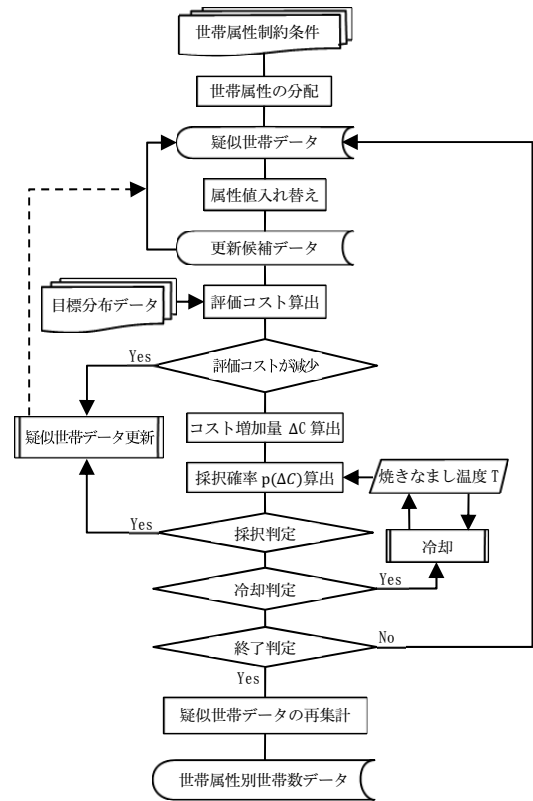 世帯属性制約条件
世帯属性の分配
疑似世帯データ
属性値入れ替え
更新候補データ
目標分布データ
評価コスト算出
Yes
評価コストが減少
疑似世帯データ更新
コスト増加量 ΔC 算出
採択確率 p(ΔC)算出
焼きなまし温度 T
Yes
採択判定
冷却
冷却判定
Yes
終了判定
No
Yes
疑似世帯データの再集計
世帯属性別世帯数データ